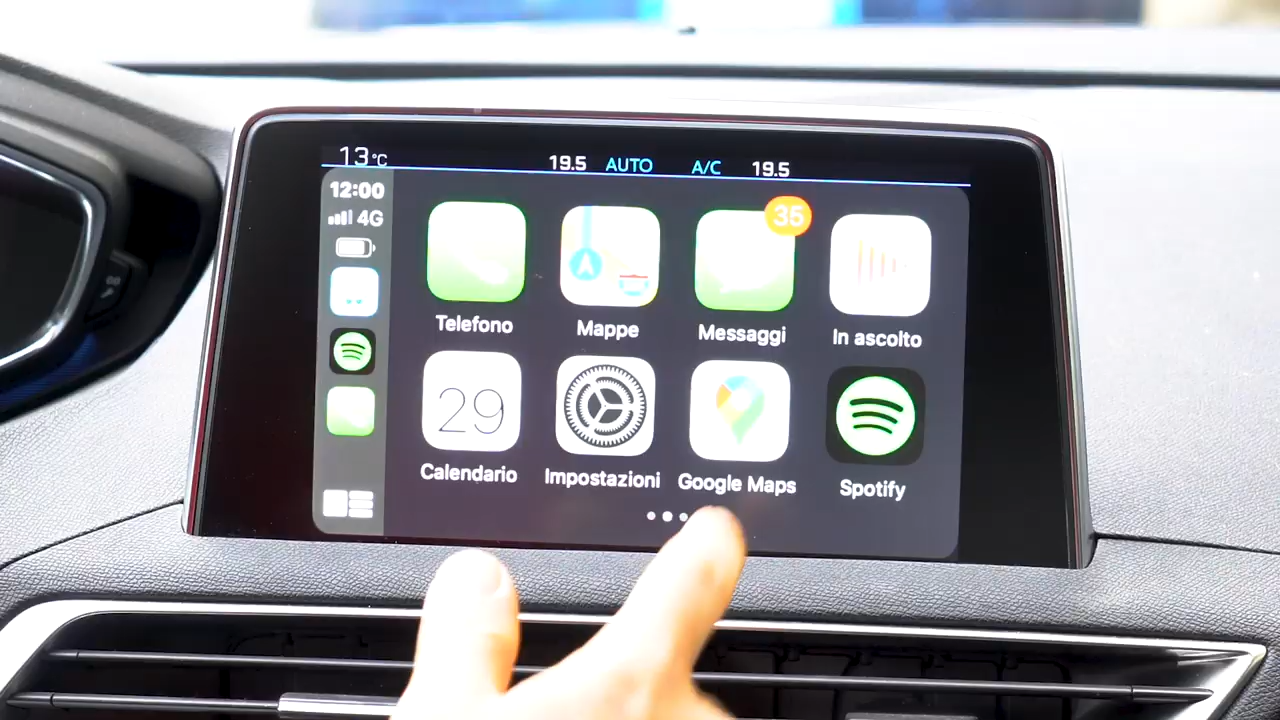 13°C 19.5 AUTO A/C 19.5
12:00
4G
35
Telefono Mappe Messaggi In ascolto
29
Calendario Impostazioni Google Maps Spotify